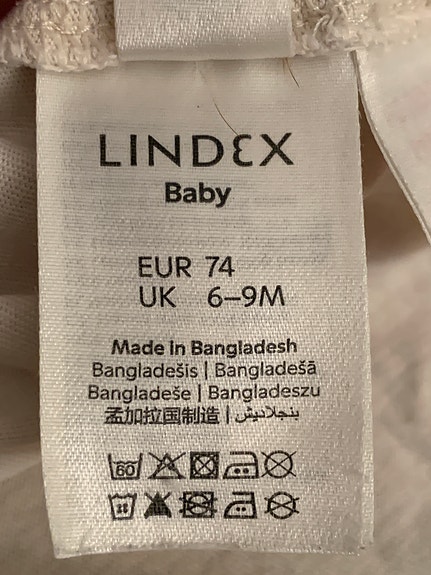 LINDEX
Baby
EUR 74
UK 6–9M
Made in Bangladesh
Bangladešis | Bangladešā
Bangladeše | Bangladeszu
孟加拉国制造 | بنجلاديش
60